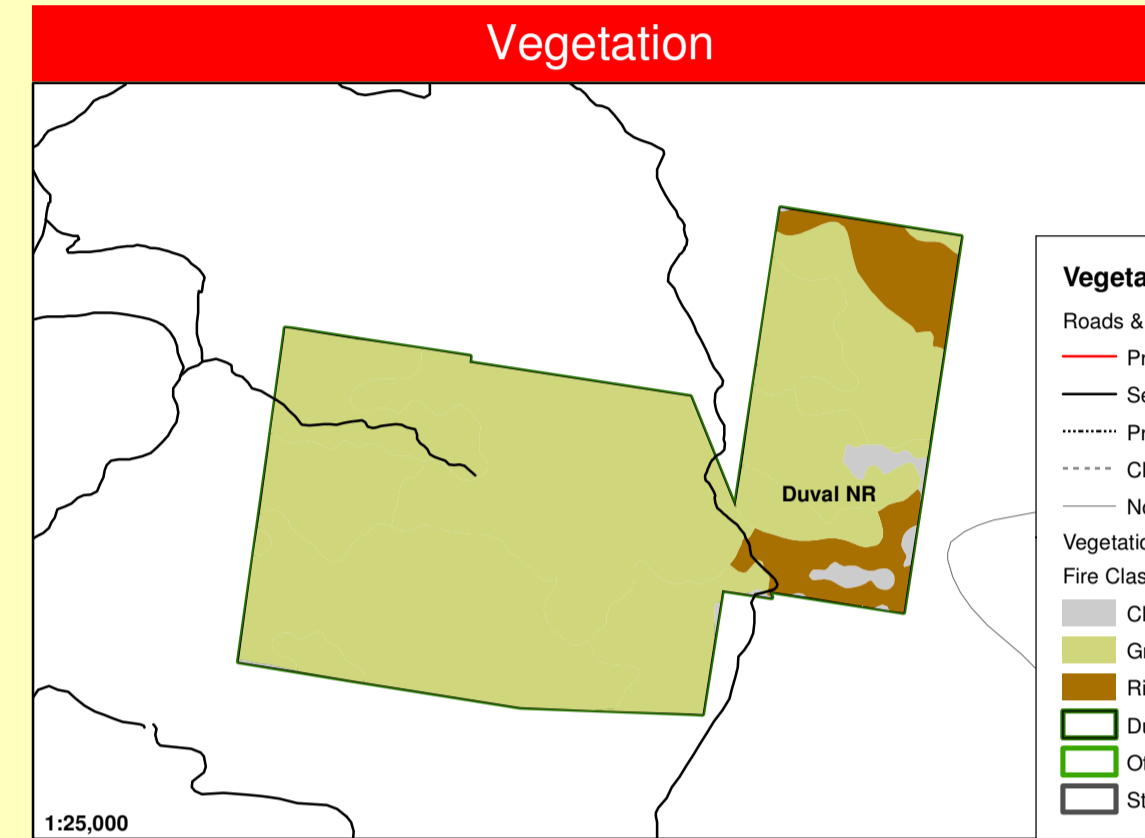 Vegetation
Duval NR
1:25,000
Vegeta
Roads &
Pr
Se
Pr
Cl
No
Vegetatio
Fire Clas
Cl
Gr
Ri
Du
Ot
St